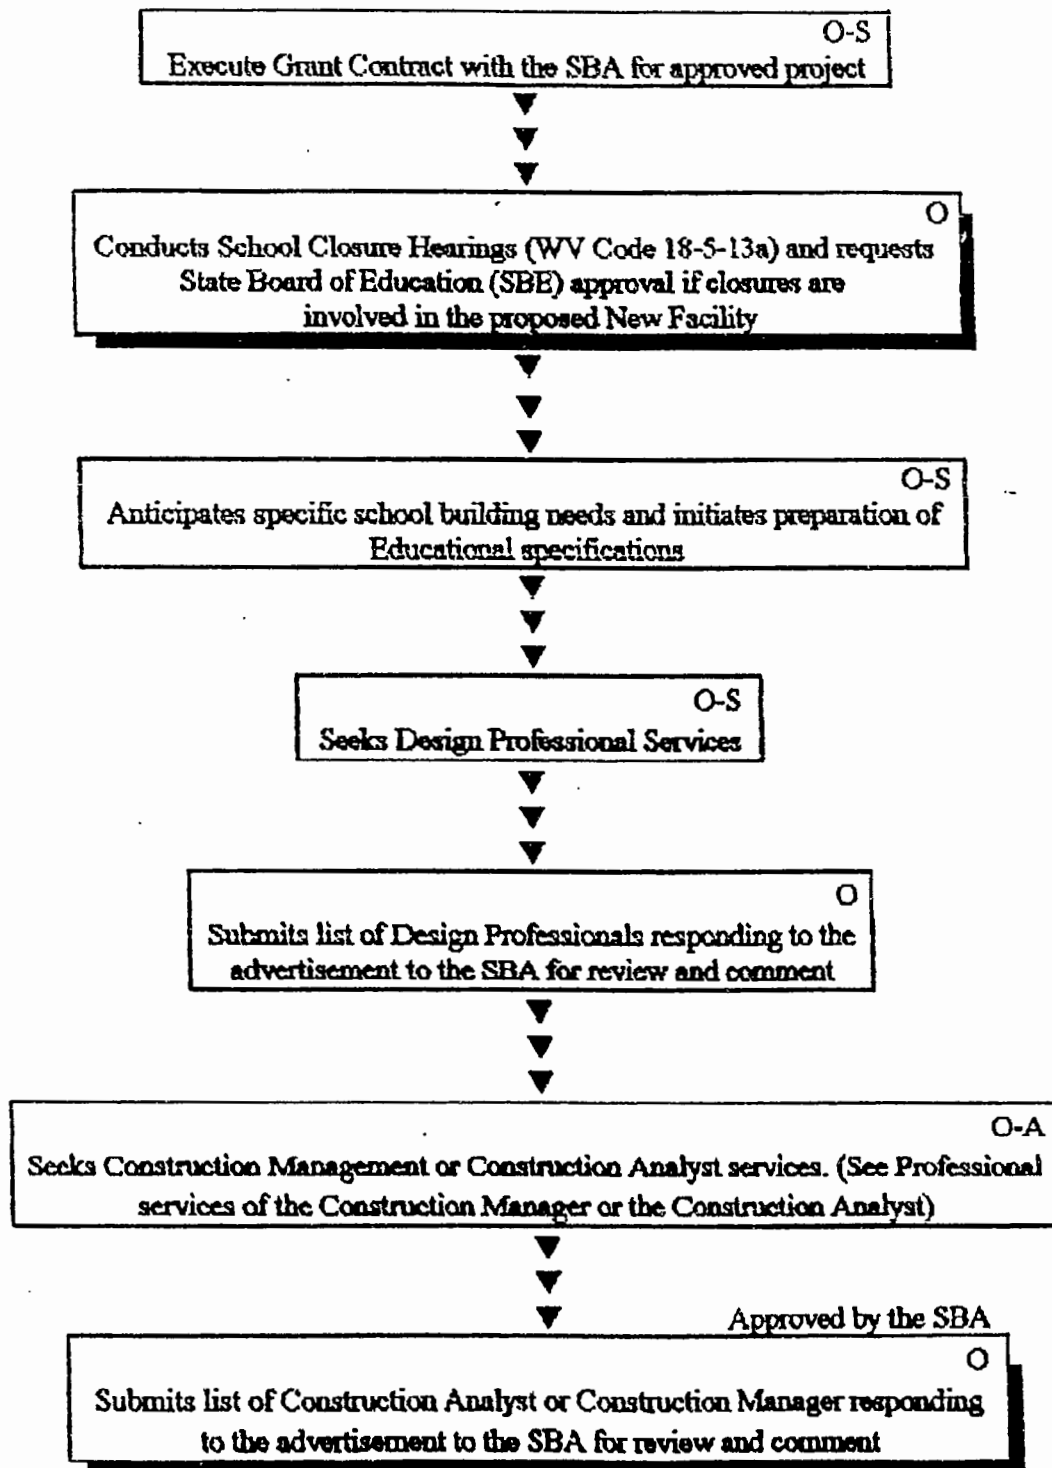 O-S
Execute Grant Contract with the SBA for approved project
O
Conducts School Closure Hearings (WV Code 18-5-13a) and requests
State Board of Education (SBE) approval if closures are
involved in the proposed New Facility
O-S
Anticipates specific school building needs and initiates preparation of
Educational specifications
O-S
Seeks Design Professional Services
O
Submits list of Design Professionals responding to the
advertisement to the SBA for review and comment
O-A
Seeks Construction Management or Construction Analyst services. (See Professional
services of the Construction Manager or the Construction Analyst)
Approved by the SBA
O
Submits list of Construction Analyst or Construction Manager responding
to the advertisement to the SBA for review and comment